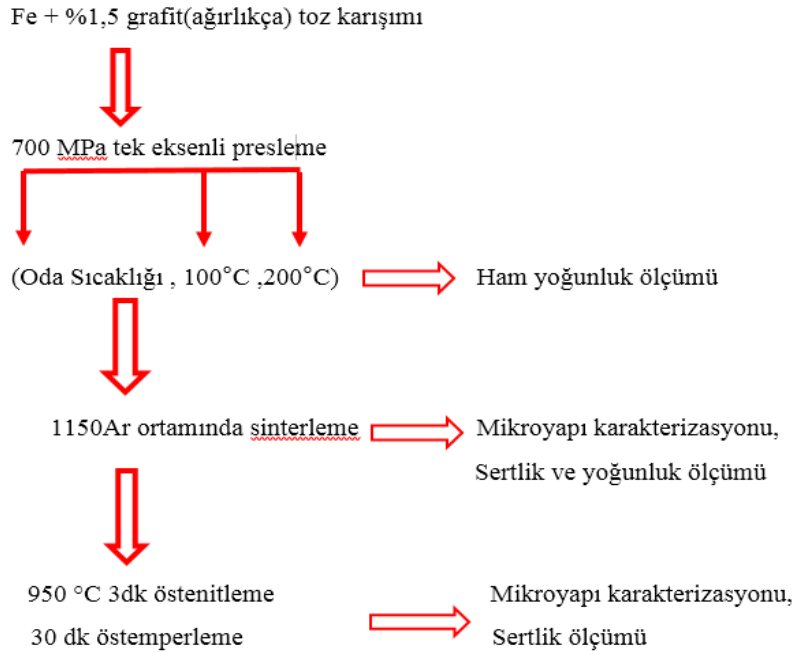 Fe + %1,5 grafit(ağırlıkça) toz karışımı
700 MPa tek eksenli presleme
(Oda Sıcaklığı , 100°C ,200°C)
Ham yoğunluk ölçümü
1150Ar ortamında sinterleme
Mikroyapı karakterizasyonu,
Sertlik ve yoğunluk ölçümü
950 °C 3dk östenitleme
30 dk östemperleme
Mikroyapı karakterizasyonu,
Sertlik ölçümü